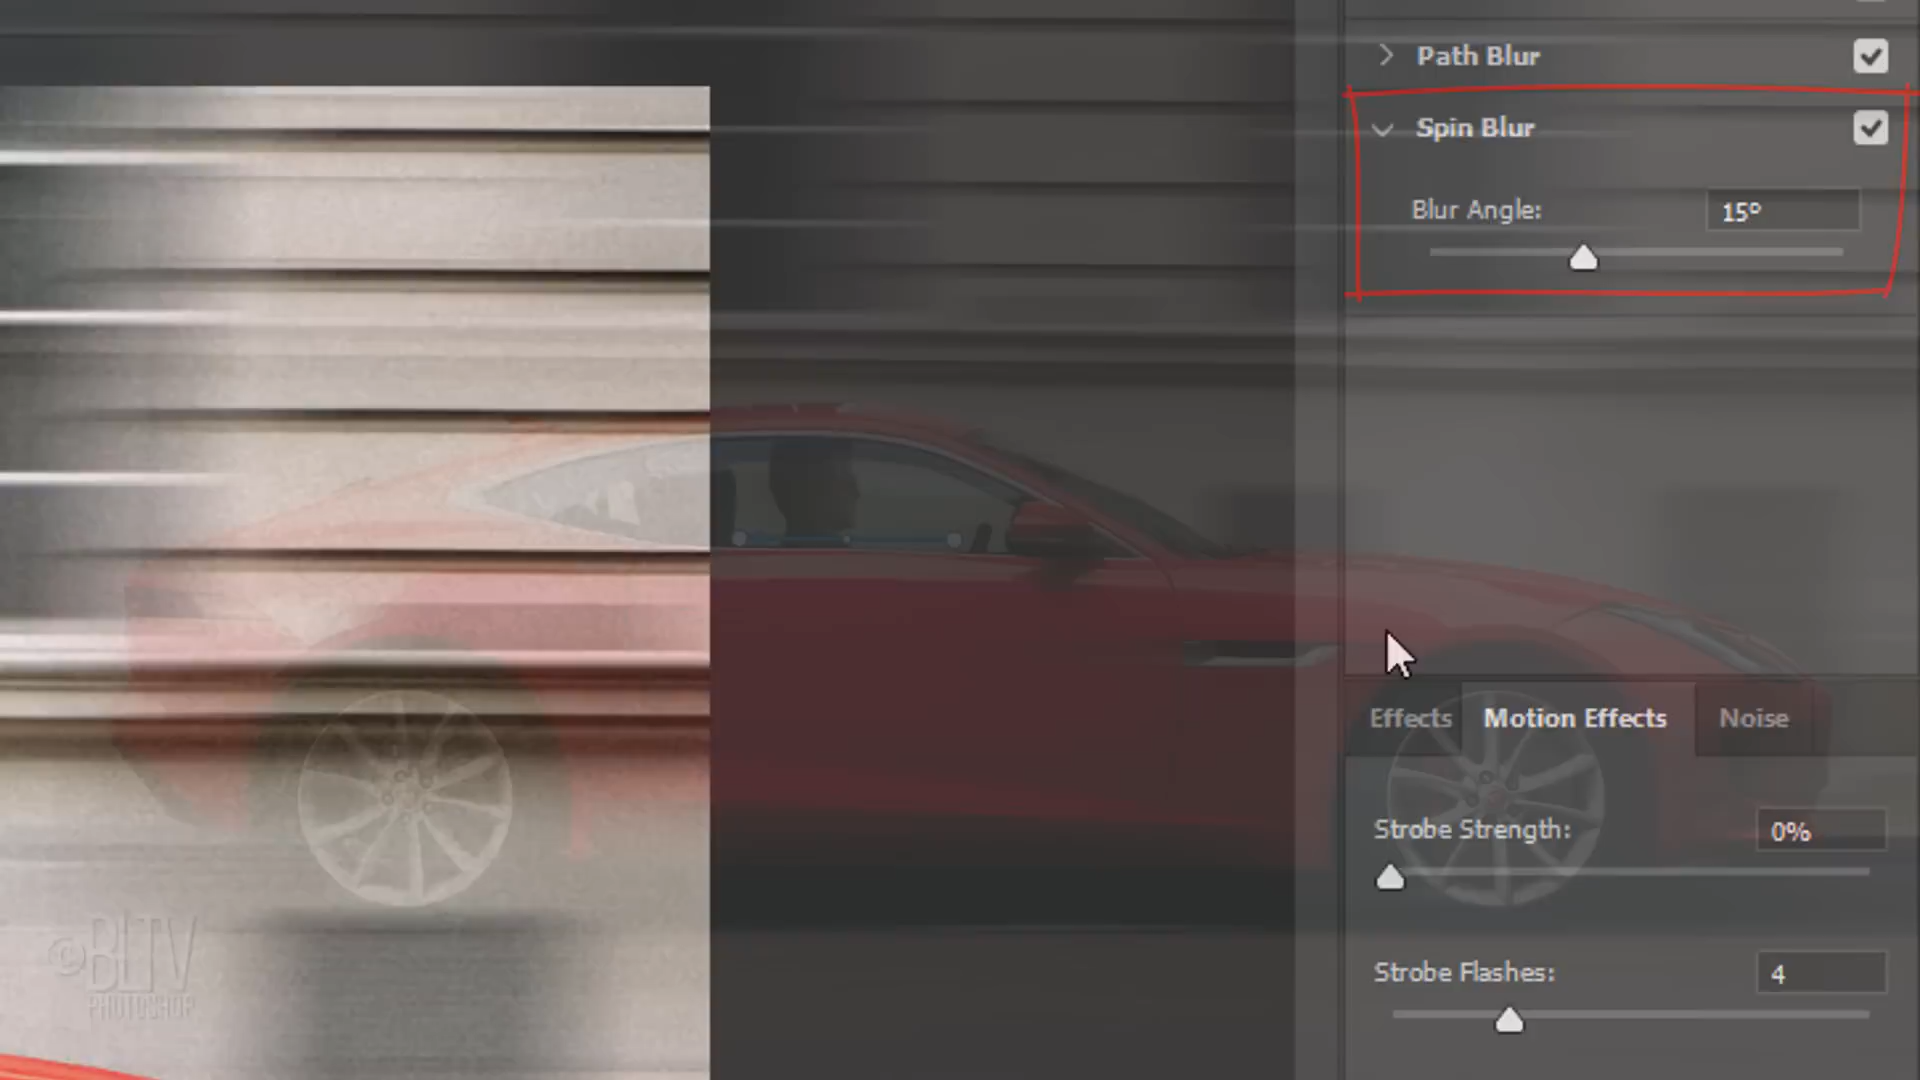 Path Blur
Spin Blur
Blur Angle: 15°
Effects Motion Effects Noise
Strobe Strength: 0%
Strobe Flashes: 4
©BLTV
PHOTOSHOP